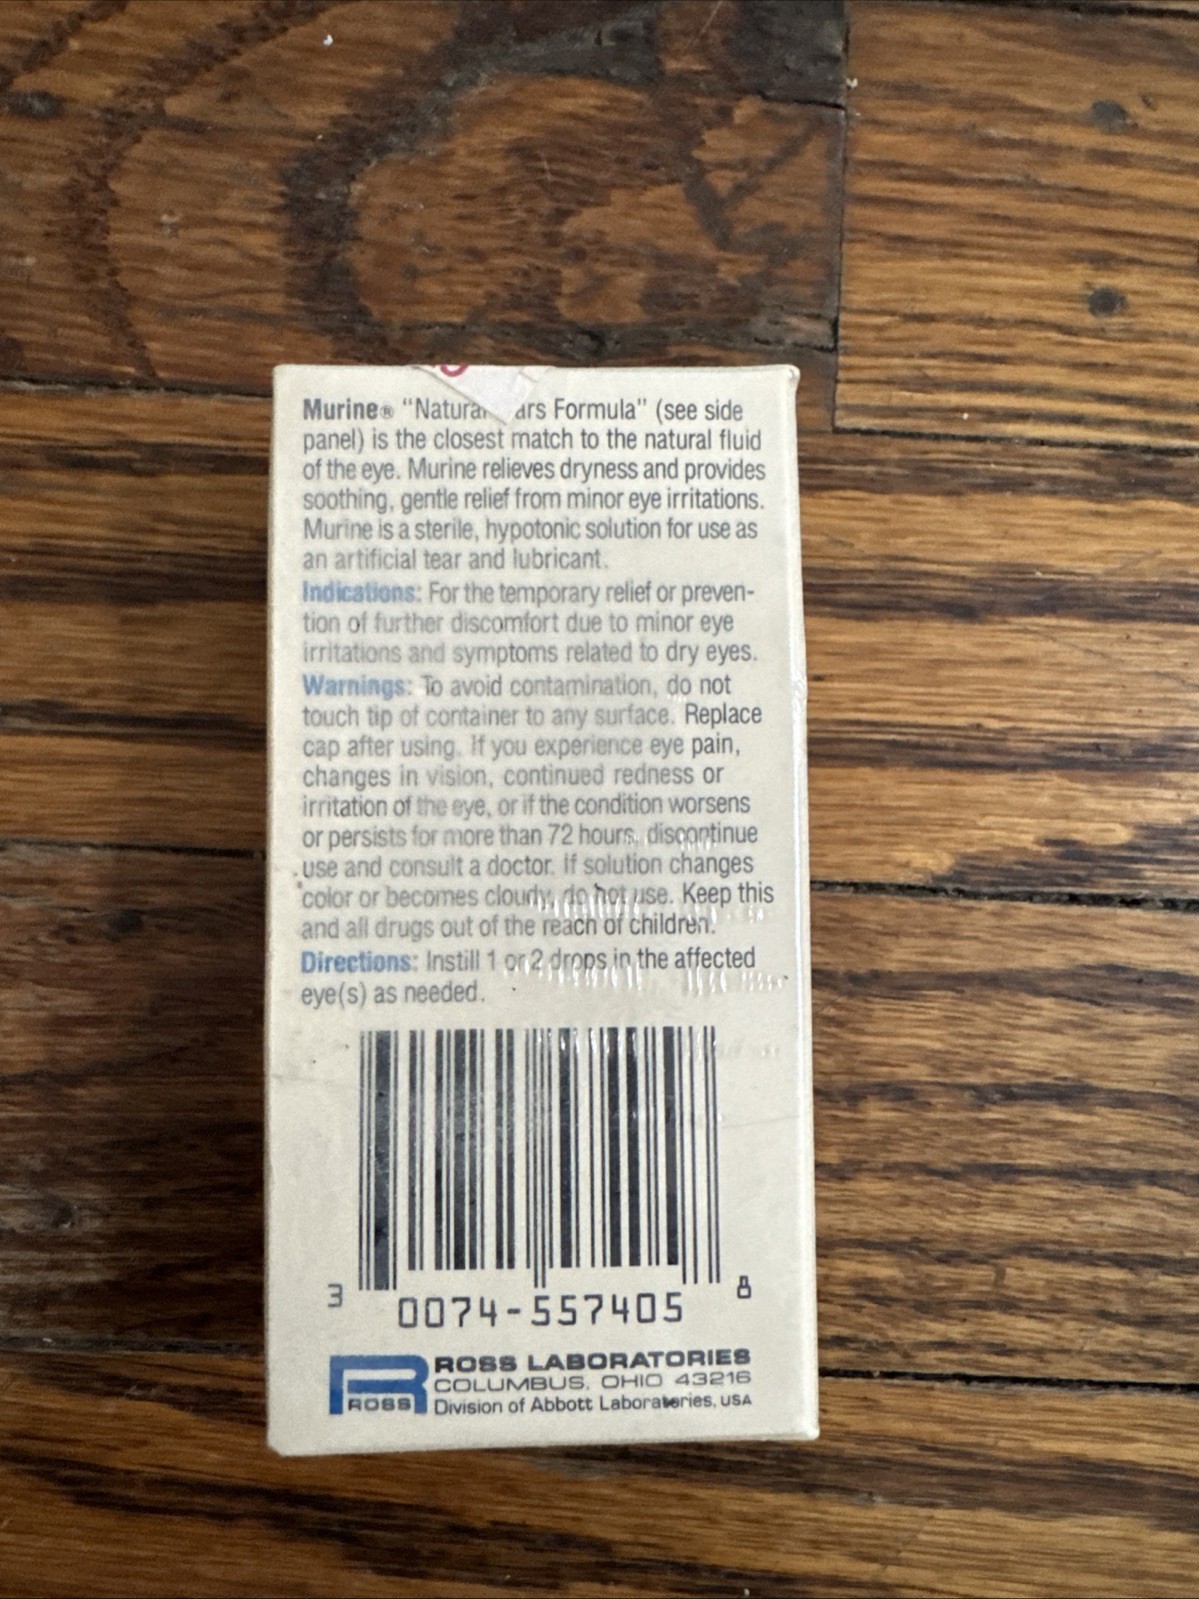 Murine® "Natural ars Formula" (see side
panel) is the closest match to the natural fluid
of the eye. Murine relieves dryness and provides
soothing, gentle relief from minor eye irritations.
Murine is a sterile, hypotonic solution for use as
an artificial tear and lubricant.
Indications: For the temporary relief or preven-
tion of further discomfort due to minor eye
irritations and symptoms related to dry eyes.
Warnings: To avoid contamination, do not
touch tip of container to any surface. Replace
cap after using. If you experience eye pain,
changes in vision, continued redness or
irritation of the eye, or if the condition worsens
or persists for more than 72 hours, discontinue
use and consult a doctor. If solution changes
color or becomes cloudy, do not use. Keep this
and all drugs out of the reach of children.
Directions: Instill 1 or 2 drops in the affected
eye(s) as needed.
3 0074-557405 8
ROSS
ROSS LABORATORIES
COLUMBUS, OHIO 43216
Division of Abbott Laboratories, USA